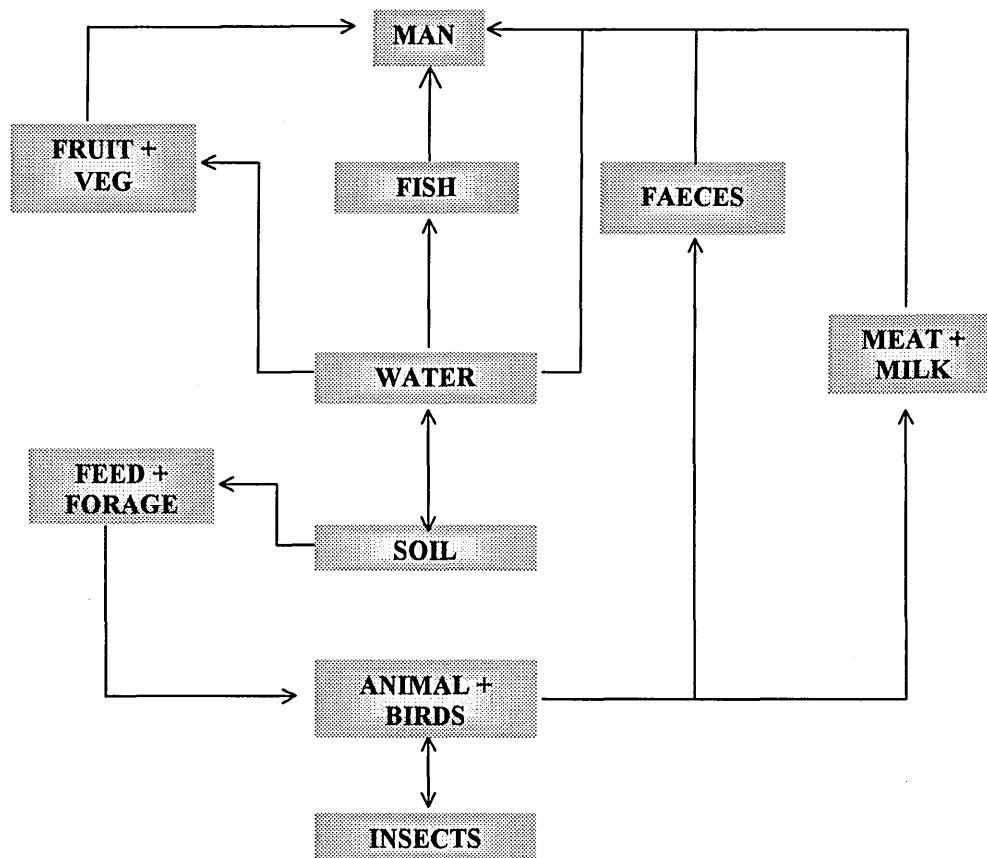 MAN
FRUIT +
VEG
FISH
FAECES
WATER
MEAT +
MILK
FEED +
FORAGE
SOIL
ANIMAL +
BIRDS
INSECTS